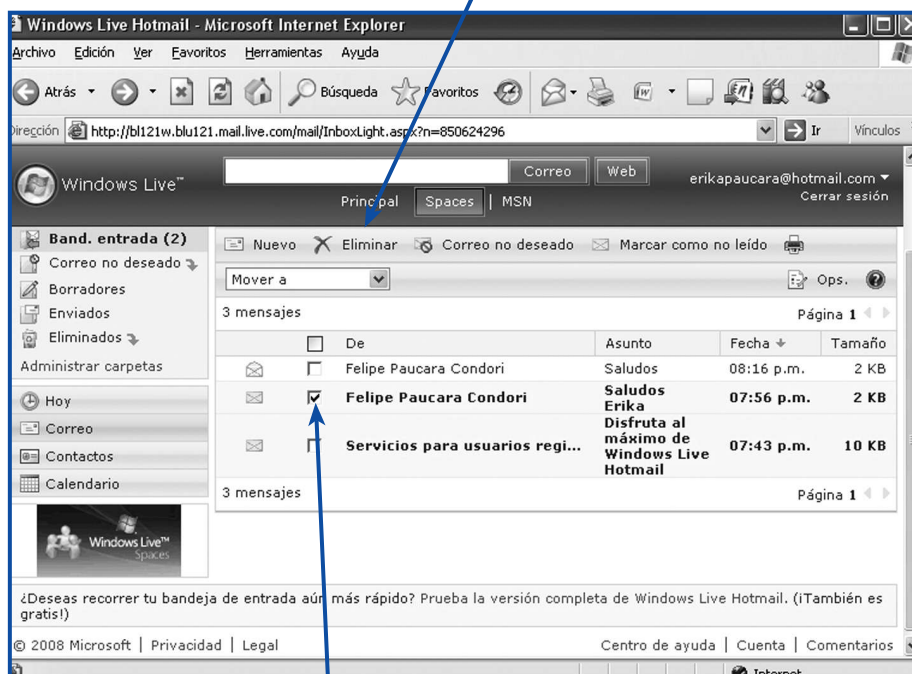 Windows Live Hotmail - Microsoft Internet Explorer
Archivo Edición Ver Favoritos Herramientas Ayuda
Atrás Búsqueda Favoritos
Dirección http://bl121w.blu121.mail.live.com/mail/InboxLight.aspx?n=850624296 Ir Vínculos
Correo Web
Windows Live™ erikapaucara@hotmail.com
Principal Spaces | MSN Cerrar sesión
Band. entrada (2)
Correo no deseado
Borradores
Enviados
Eliminados
Administrar carpetas
Hoy
Correo
Contactos
Calendario
Windows Live™
Spaces
Nuevo Eliminar Correo no deseado Marcar como no leído
Mover a Ops.
3 mensajes Página 1
De Asunto Fecha Tamaño
Felipe Paucara Condori Saludos 08:16 p.m. 2 KB
Felipe Paucara Condori Saludos Erika 07:56 p.m. 2 KB
Servicios para usuarios regi... Disfruta al máximo de Windows Live Hotmail 07:43 p.m. 10 KB
3 mensajes Página 1
¿Deseas recorrer tu bandeja de entrada aún más rápido? Prueba la versión completa de Windows Live Hotmail. (¡También es
gratis!)
© 2008 Microsoft | Privacidad | Legal Centro de ayuda | Cuenta | Comentarios
Internet